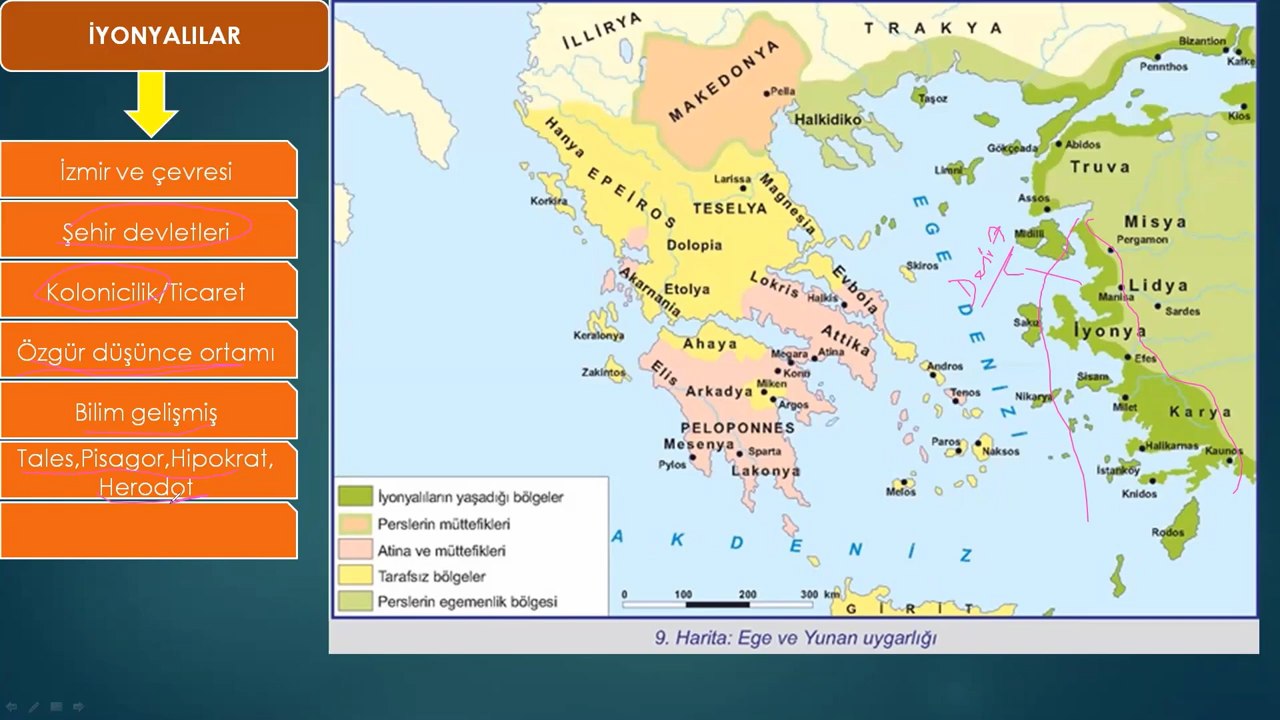 İYONYALILAR
İzmir ve çevresi
Şehir devletleri
Kolonicilik/Ticaret
Özgür düşünce ortamı
Bilim gelişmiş
Tales,Pisagor,Hipokrat,
Herodot
İLLİRYA
TRAKYA
Bizantion
Pennthos
MAKEDONYA
Pella
Taşoz
Kios
Halkidiko
Hanya
Gökçeada
Abidos
Truva
Limni
EPEİROS
Larissa
Magnesia
Korkira
TESELYA
Assos
Misya
Dolopia
EGE DENİZİ
Deniz
Midilli
Pergamon
Skiros
Akarnania
Etolya
Lokris
Halkis
Evboia
Lidya
Manisa
Sardes
Keralonya
Ahaya
Attika
Saku
İyonya
Megara
Atina
Efes
Zakintos
Elis
Korin
Andros
Arkadya
Miken
Argos
Tenos
Nikarya
Sisam
Milet
Karya
PELOPONNES
Mesenya
Sparta
Paros
Naksos
Halikarnas
Kaunos
Pylos
Lakonya
Melos
İstanköy
Knidos
Rodos
AKDENİZ
İyonyalıların yaşadığı bölgeler
Perslerin müttefikleri
Atina ve müttefikleri
Tarafsız bölgeler
Perslerin egemenlik bölgesi
0 100 200 300 km
GİRİT
9. Harita: Ege ve Yunan uygarlığı